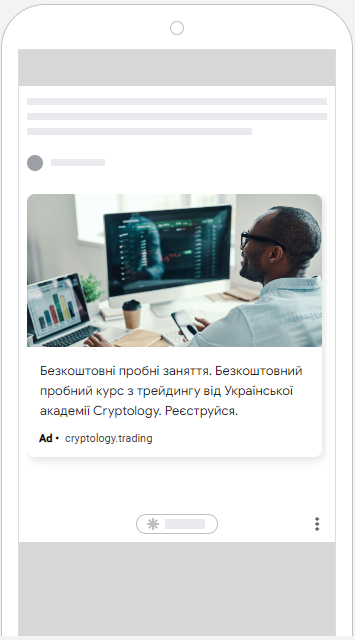 Безкоштовні пробні заняття. Безкоштовний
пробний курс з трейдингу від Української
академії Cryptology. Реєструйся.
Ad • cryptology.trading